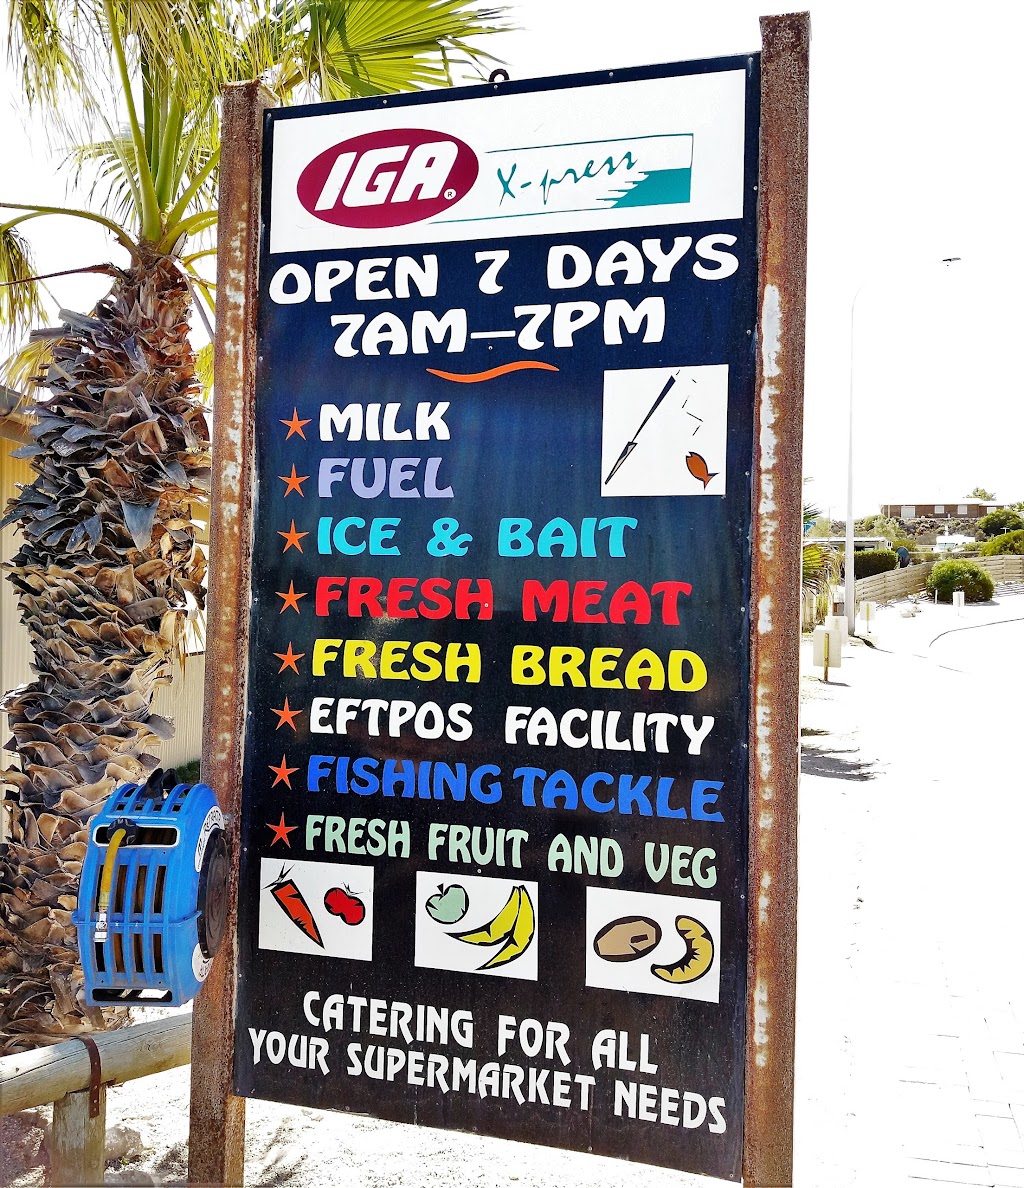 IGA®
X-press
OPEN 7 DAYS
7AM—7PM
MILK
FUEL
ICE & BAIT
FRESH MEAT
FRESH BREAD
EFTPOS FACILITY
FISHING TACKLE
FRESH FRUIT AND VEG
CATERING FOR ALL
YOUR SUPERMARKET NEEDS